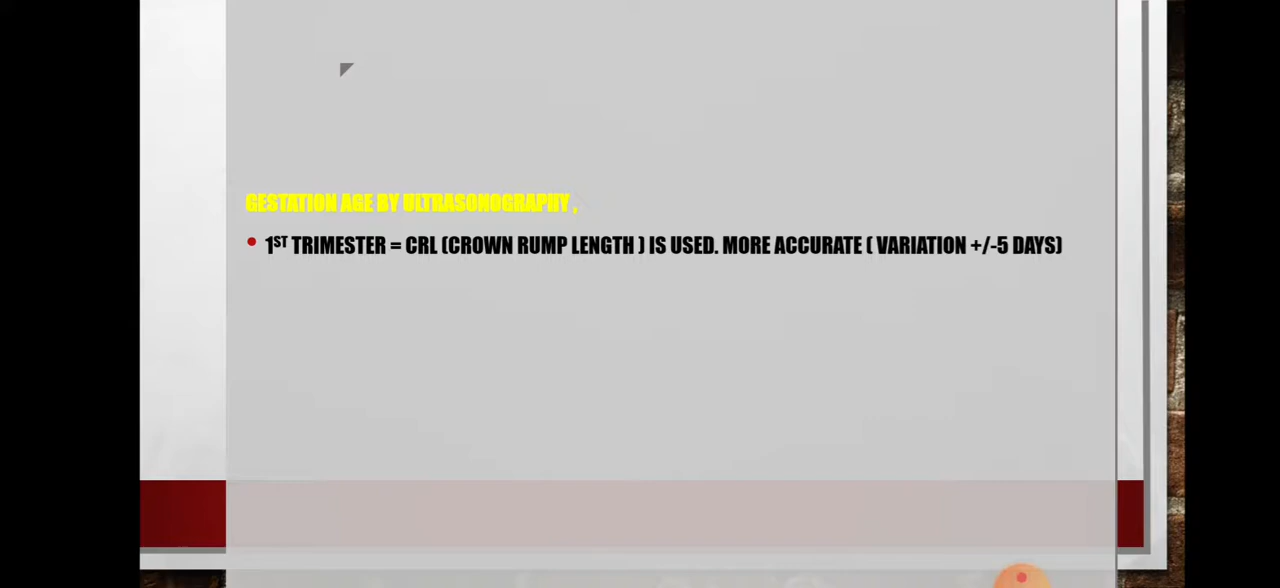 GESTATION AGE BY ULTRASONOGRAPHY ,
• 1ST TRIMESTER = CRL (CROWN RUMP LENGTH ) IS USED. MORE ACCURATE ( VARIATION +/-5 DAYS)